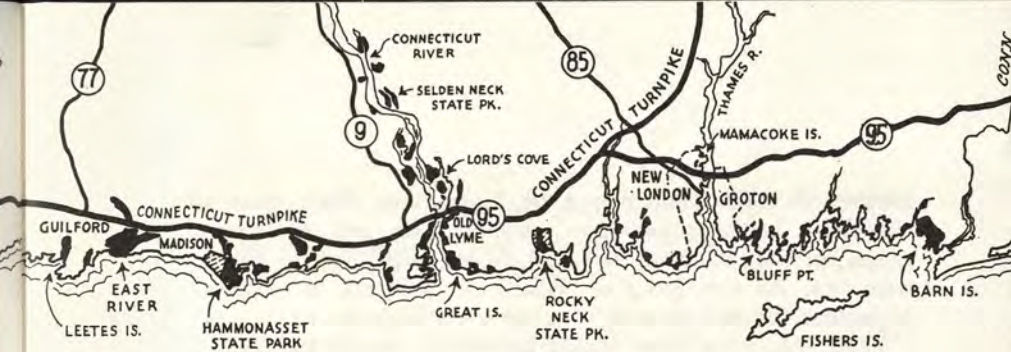 77
9
85
95
95
CONNECTICUT
RIVER
SELDEN NECK
STATE PK.
LORD'S COVE
CONNECTICUT TURNPIKE
THAMES R.
MAMACOKE IS.
CONN
NEW
LONDON
GROTON
GUILFORD
CONNECTICUT TURNPIKE
MADISON
OLD
LYME
EAST
RIVER
LEETES IS.
HAMMONASSET
STATE PARK
GREAT IS.
ROCKY
NECK
STATE PK.
BLUFF PT.
BARN IS.
FISHERS IS.